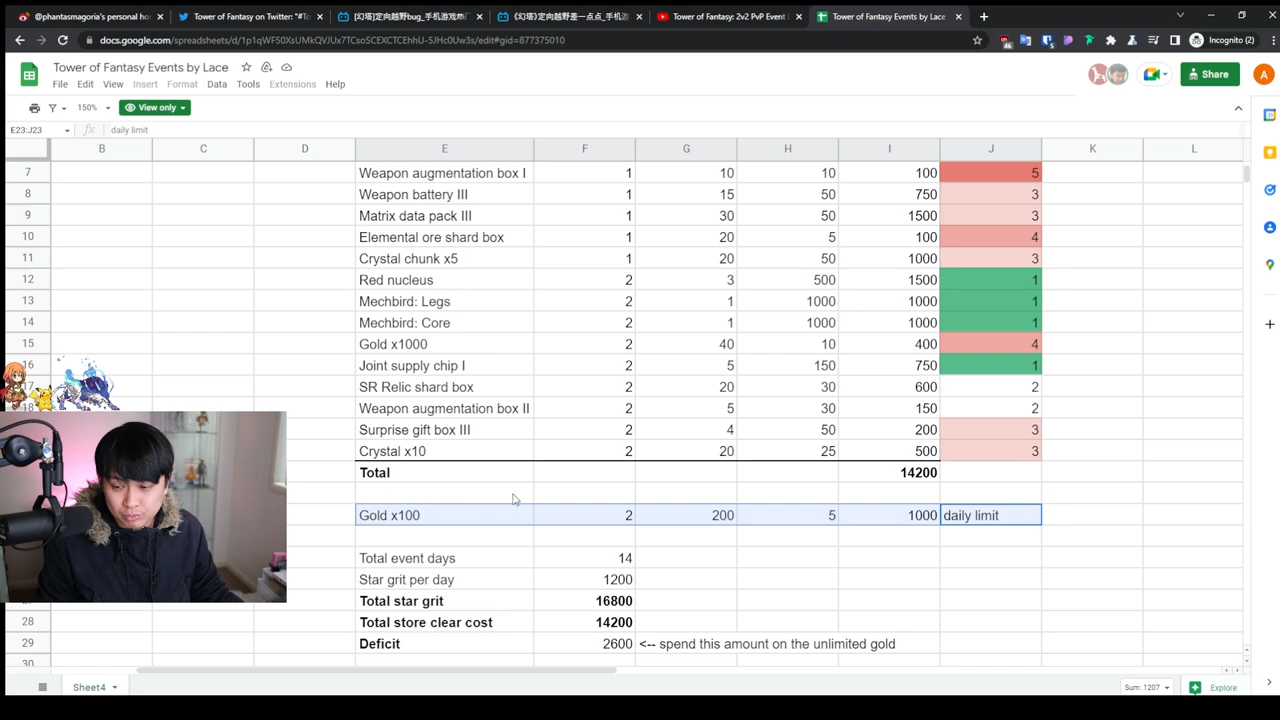 @phantasmagoria's personal ho
Tower of Fantasy on Twitter: "#To
[幻塔]定向越野bug_手机游戏热
《幻塔》定向越野差一点点_手机游
Tower of Fantasy: 2v2 PvP Event
Tower of Fantasy Events by Lace
docs.google.com/spreadsheets/d/1p1qWF50XsUMkQVJUx7TCsoSCEXCTCEhhU-5JHc0Uw3s/edit#gid=877375010
46
Incognito (2)
Tower of Fantasy Events by Lace
File Edit View Insert Format Data Tools Extensions Help
Share
A
150%
View only
E23:J23
fx
daily limit
B C D E F G H I J K L
7 Weapon augmentation box I 1 10 10 100 5
8 Weapon battery III 1 15 50 750 3
9 Matrix data pack III 1 30 50 1500 3
10 Elemental ore shard box 1 20 5 100 4
11 Crystal chunk x5 1 20 50 1000 3
12 Red nucleus 2 3 500 1500 1
13 Mechbird: Legs 2 1 1000 1000 1
14 Mechbird: Core 2 1 1000 1000 1
15 Gold x1000 2 40 10 400 4
16 Joint supply chip I 2 5 150 750 1
17 SR Relic shard box 2 20 30 600 2
18 Weapon augmentation box II 2 5 30 150 2
Surprise gift box III 2 4 50 200 3
Crystal x10 2 20 25 500 3
Total 14200
Gold x100 2 200 5 1000 daily limit
Total event days 14
Star grit per day 1200
Total star grit 16800
28 Total store clear cost 14200
29 Deficit 2600 <-- spend this amount on the unlimited gold
30
Sheet4
Sum: 1207
Explore